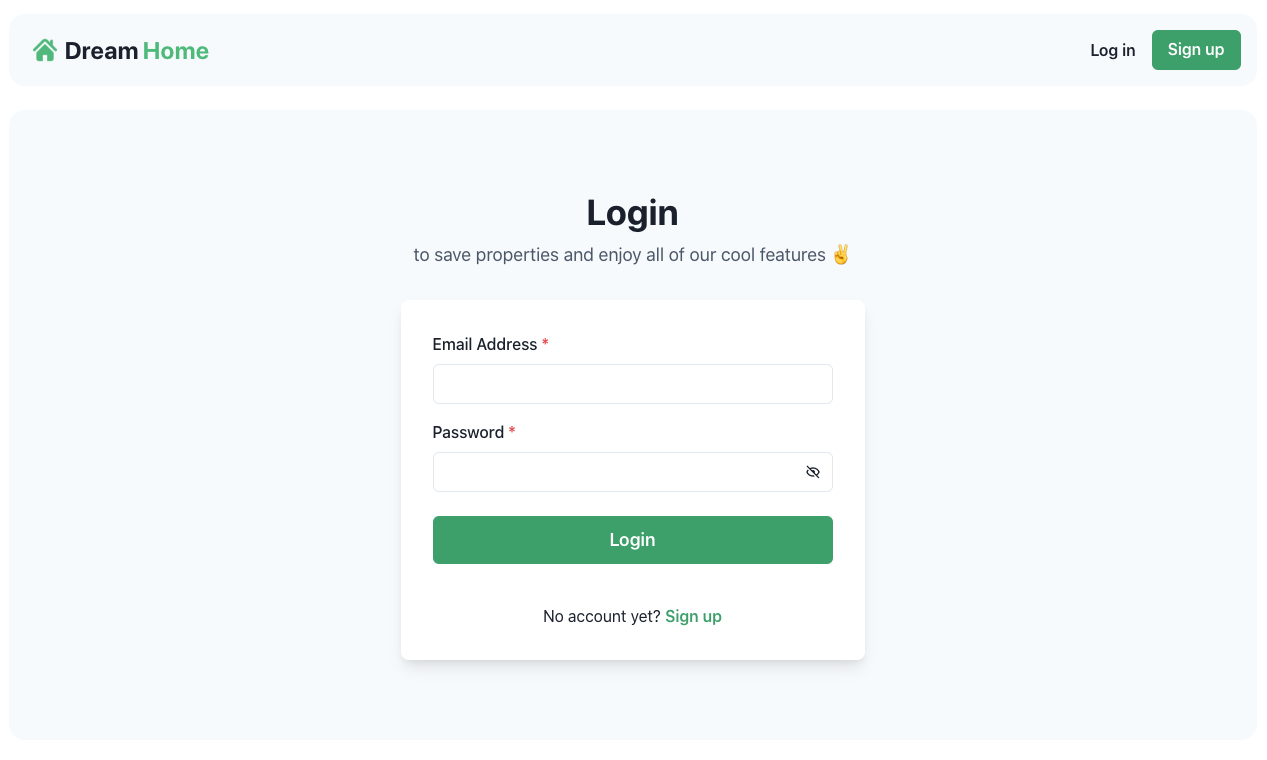 Dream Home
Log in
Sign up
Login
to save properties and enjoy all of our cool features ✌️
Email Address *
Password *
Login
No account yet? Sign up